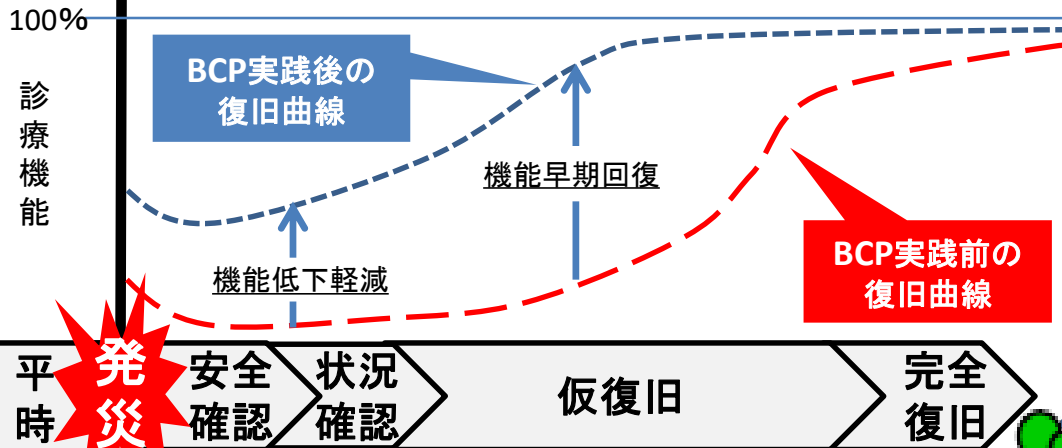 100%
診
療
機
能
BCP実践後の
復旧曲線
機能早期回復
機能低下軽減
BCP実践前の
復旧曲線
平
時
発
災
安全
確認
状況
確認
仮復旧
完全
復旧